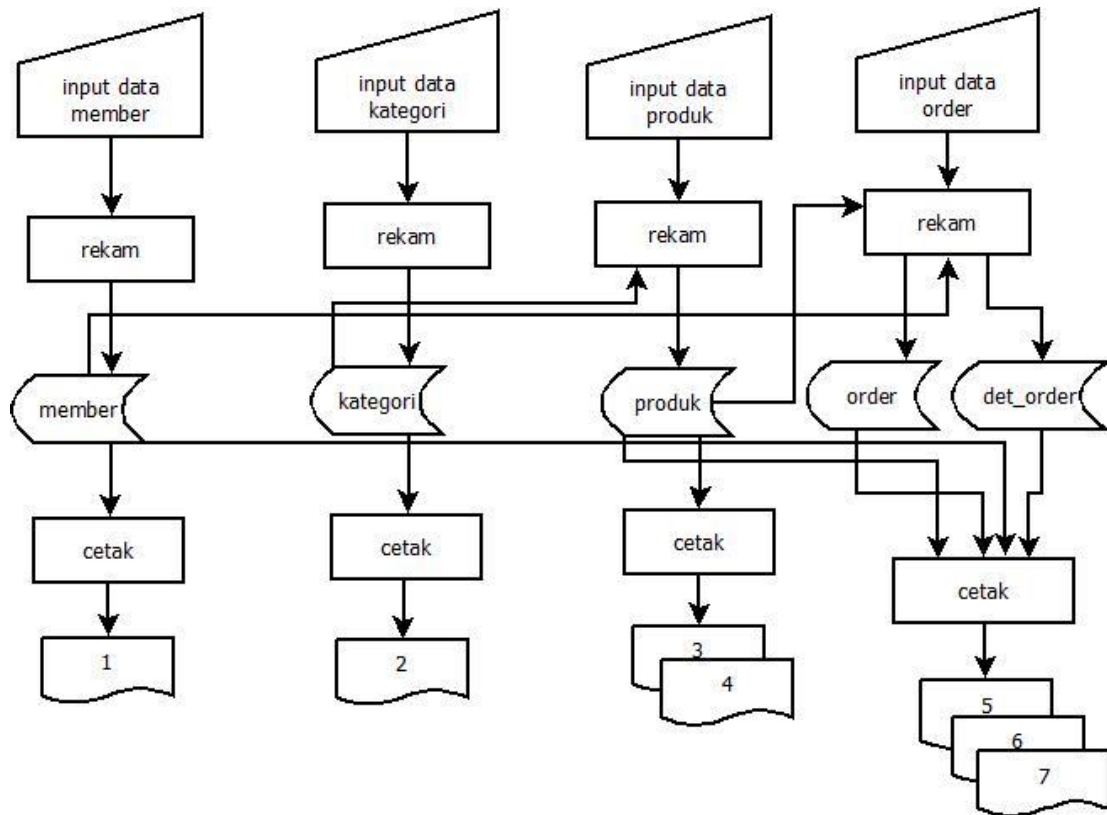 input data
member
input data
kategori
input data
produk
input data
order
rekam
rekam
rekam
rekam
member
kategori
produk
order
det_order
cetak
cetak
cetak
cetak
1
2
3
4
5
6
7